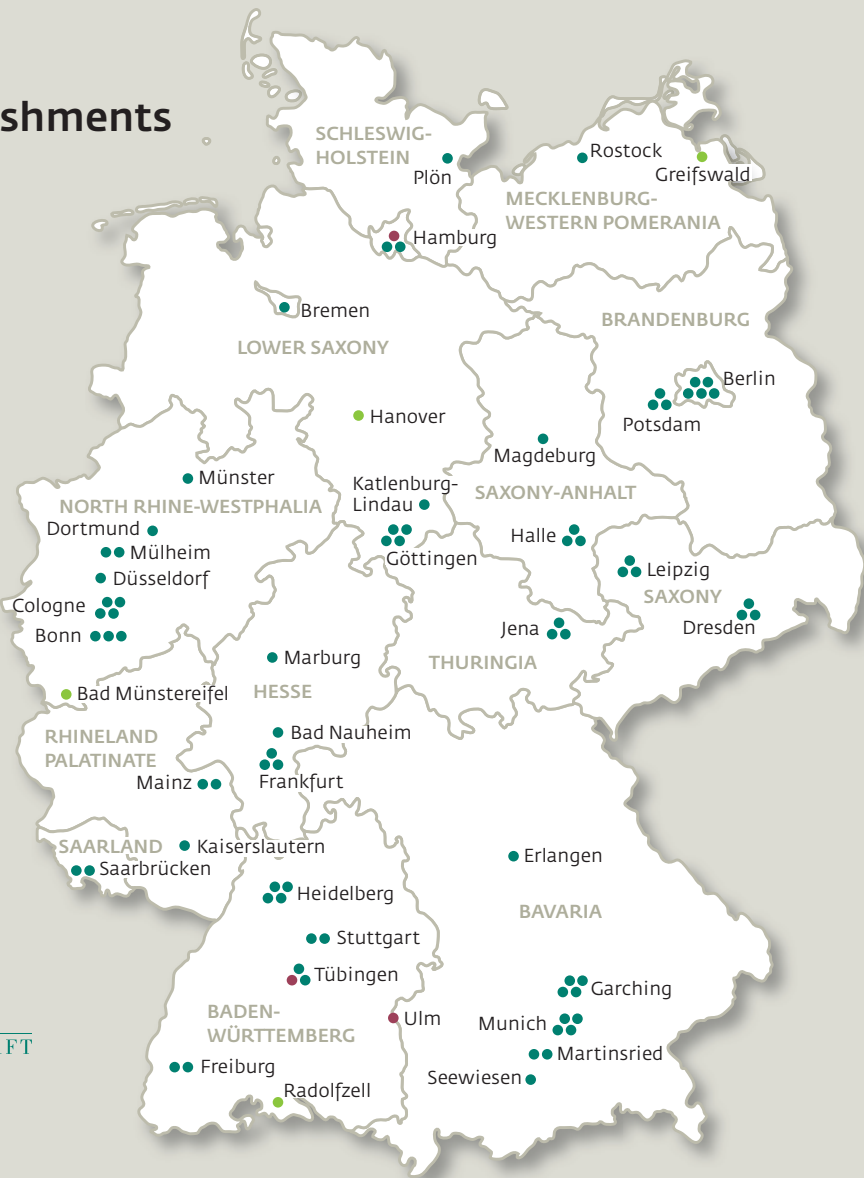 shments
SCHLESWIG-
HOLSTEIN
Plön
Rostock
Greifswald
MECKLENBURG-
WESTERN POMERANIA
Hamburg
Bremen
LOWER SAXONY
BRANDENBURG
Berlin
Potsdam
Hanover
Magdeburg
Münster
Katlenburg-
Lindau
SAXONY-ANHALT
NORTH RHINE-WESTPHALIA
Dortmund
Mülheim
Göttingen
Halle
Düsseldorf
Leipzig
SAXONY
Cologne
Bonn
Jena
Dresden
Marburg
THURINGIA
HESSE
Bad Münstereifel
RHINELAND
PALATINATE
Bad Nauheim
Mainz
Frankfurt
SAARLAND
Kaiserslautern
Saarbrücken
Erlangen
Heidelberg
BAVARIA
Stuttgart
Tübingen
Garching
BADEN-
WÜRTTEMBERG
Ulm
Munich
AFT
Martinsried
Freiburg
Seewiesen
Radolfzell